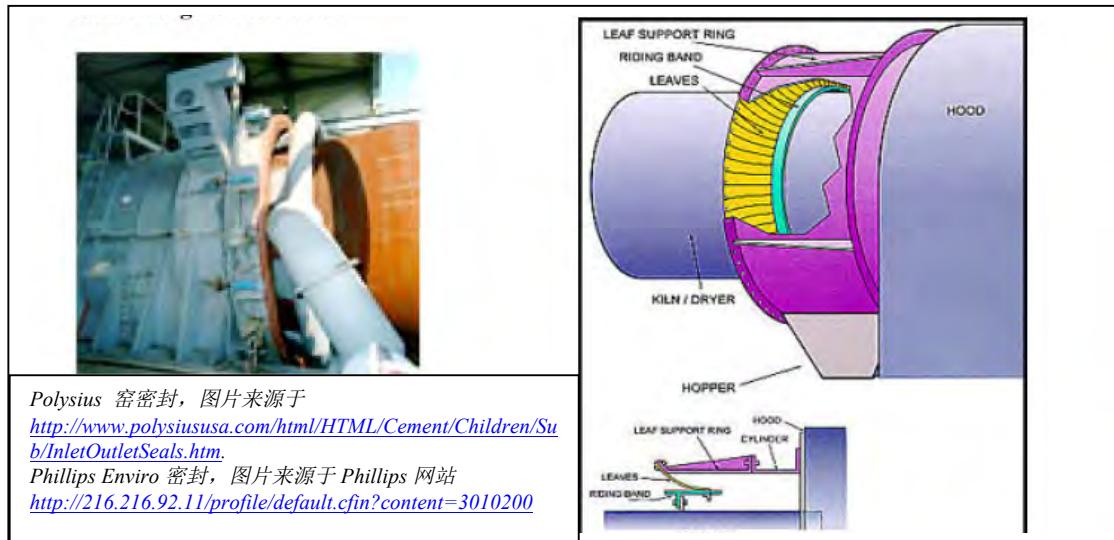 LEAF SUPPORT RING
RIDING BAND
LEAVES
HOOD
KILN / DRYER
HOPPER
HOOD
LEAF SUPPORT RING
CYLINDER
LEAVES
RIDING BAND
Polysius 窑密封，图片来源于
http://www.polysiususa.com/html/HTML/Cement/Children/Su
b/InletOutletSeals.htm.
Phillips Enviro 密封，图片来源于 Phillips 网站
http://216.216.92.11/profile/default.cfin?content=3010200